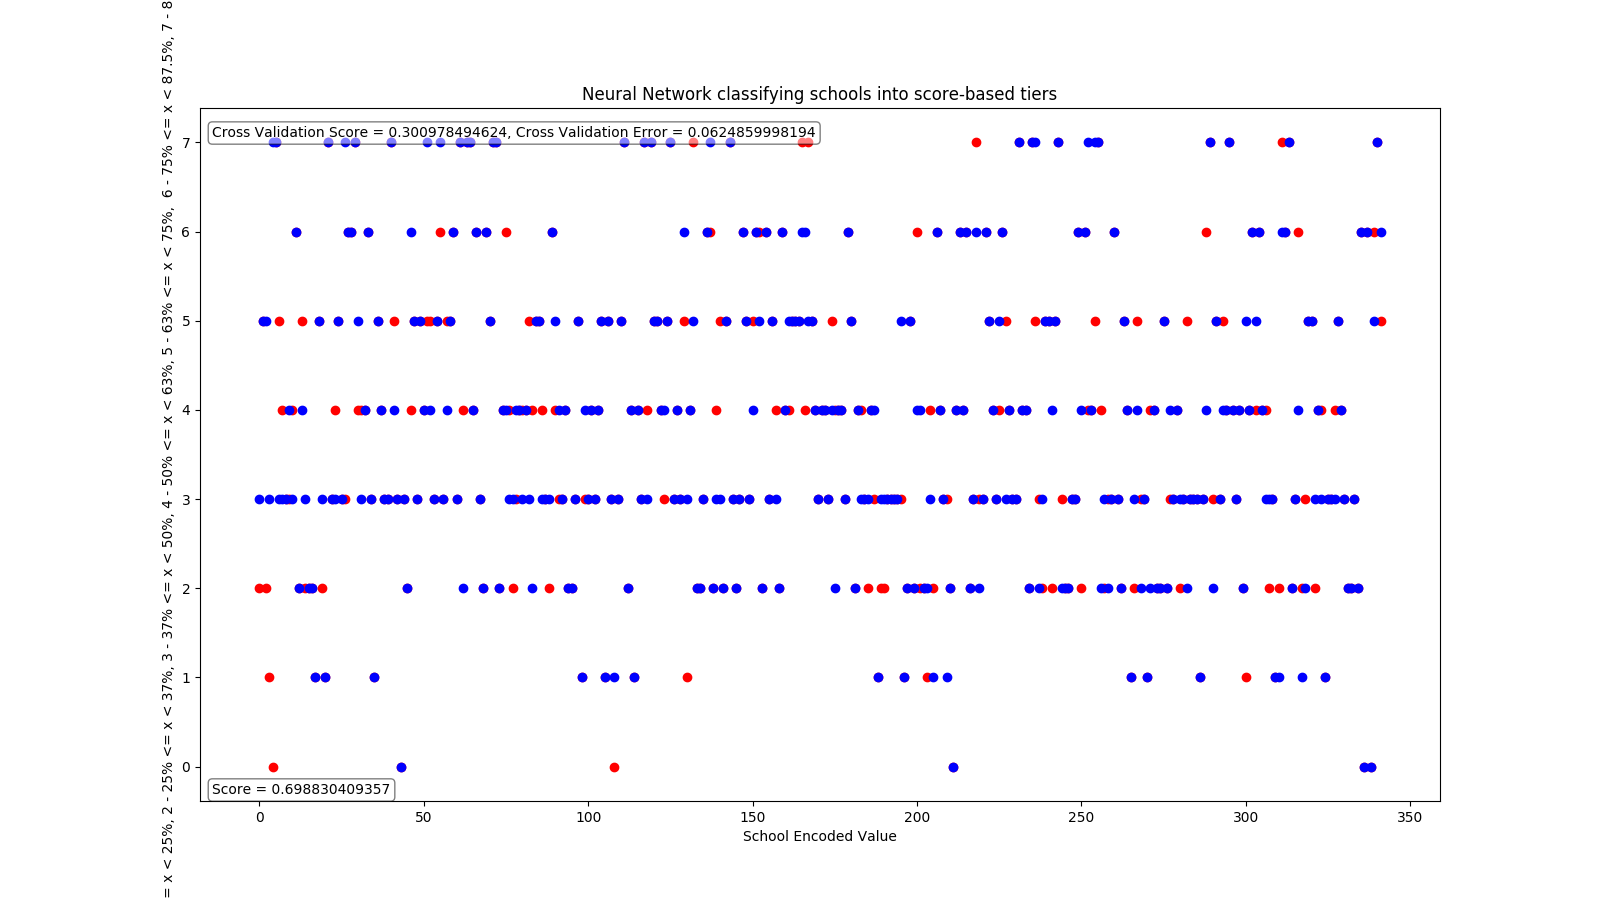 Neural Network classifying schools into score-based tiers
Cross Validation Score = 0.300978494624, Cross Validation Error = 0.0624859998194
7
6
5
4
3
2
1
0
= x < 25%, 2 - 25% <= x < 37%, 3 - 37% <= x < 50%, 4 - 50% <= x < 63%, 5 - 63% <= x < 75%,  6 - 75% <= x < 87.5%, 7 - 8
Score = 0.698830409357
0 50 100 150 200 250 300 350
School Encoded Value